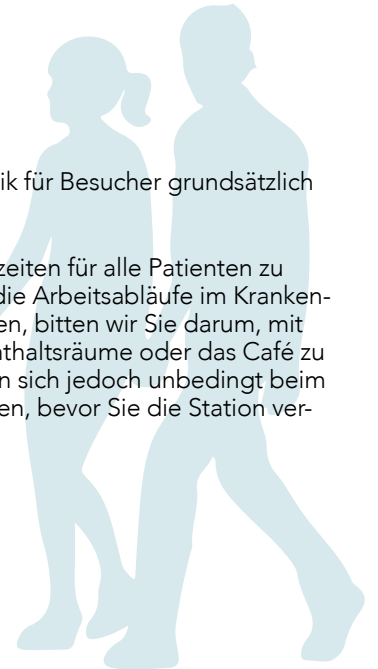 ik für Besucher grundsätzlich
zeiten für alle Patienten zu
die Arbeitsabläufe im Kranken-
en, bitten wir Sie darum, mit
nthaltsräume oder das Café zu
n sich jedoch unbedingt beim
en, bevor Sie die Station ver-